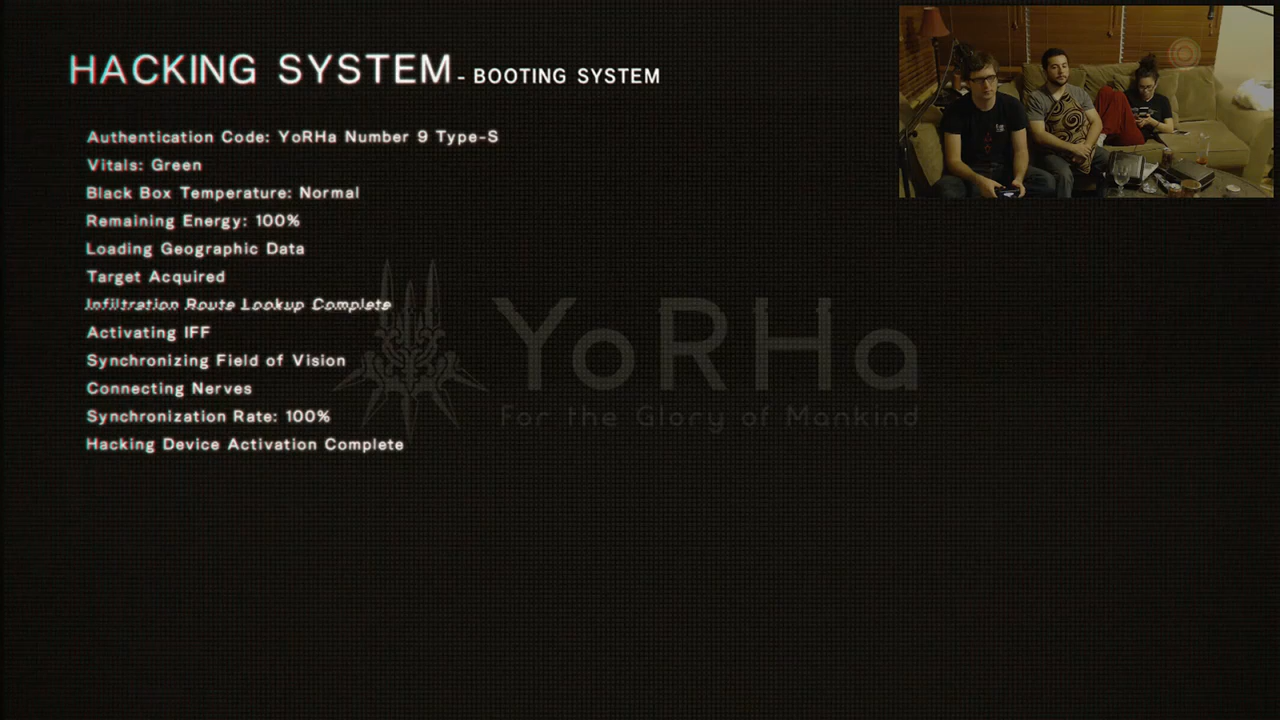 HACKING SYSTEM - BOOTING SYSTEM
Authentication Code: YoRHa Number 9 Type-S
Vitals: Green
Black Box Temperature: Normal
Remaining Energy: 100%
Loading Geographic Data
Target Acquired
Infiltration Route Lookup Complete
Activating IFF
Synchronizing Field of Vision
Connecting Nerves
Synchronization Rate: 100%
Hacking Device Activation Complete
YoRHa
For the Glory of Mankind